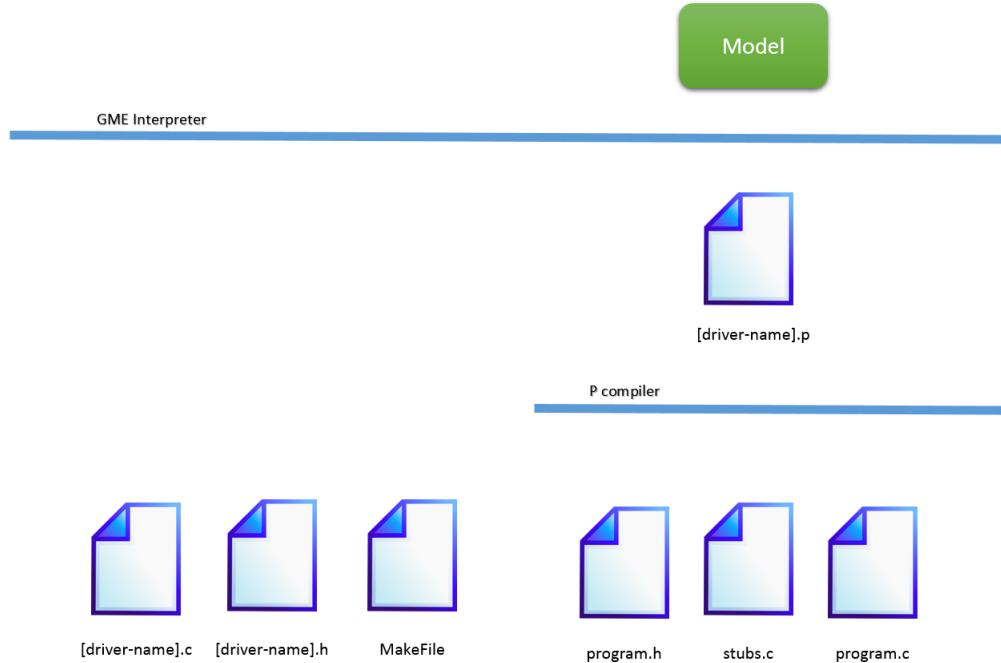 Model
GME Interpreter
[driver-name].p
P compiler
[driver-name].c
[driver-name].h
MakeFile
program.h
stubs.c
program.c